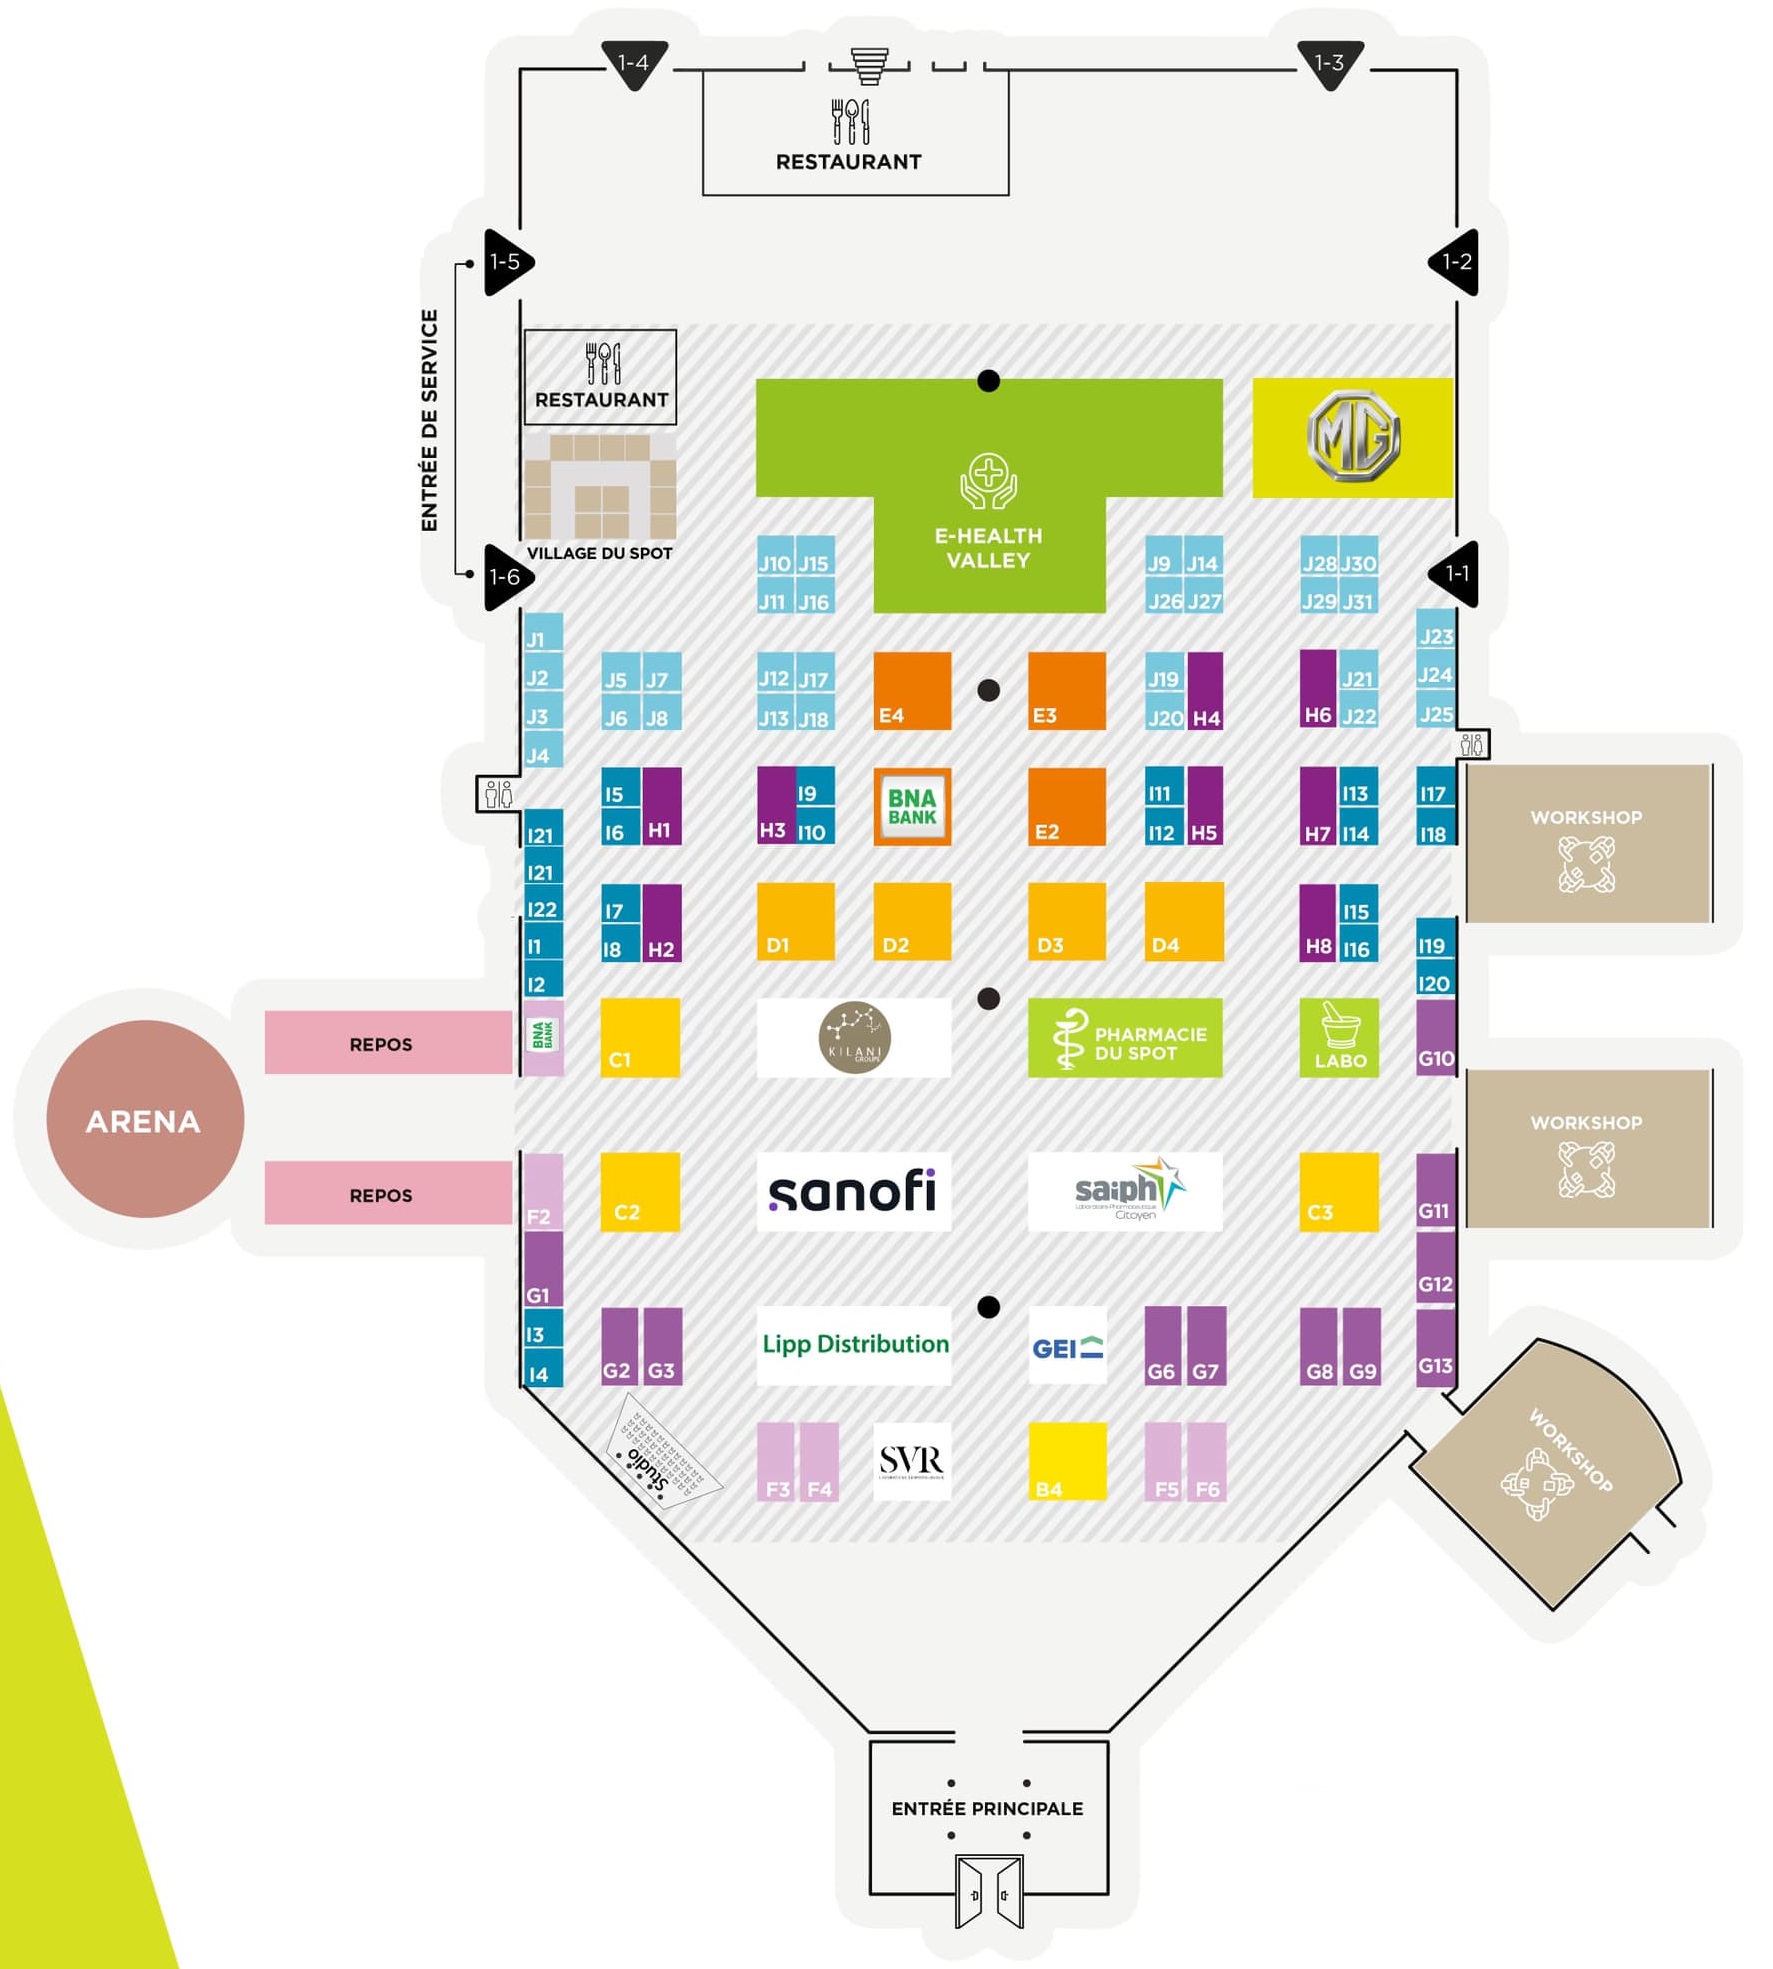 1-4
1-3
RESTAURANT
1-5
1-2
ENTRÉE DE SERVICE
RESTAURANT
MG
E-HEALTH
VALLEY
VILLAGE DU SPOT
1-6
1-1
J10 J15
J11 J16
J9 J14
J26 J27
J28 J30
J29 J31
J1
J2
J3
J4
J5 J7
J6 J8
J12 J17
J13 J18
E4
E3
J19
J20 H4
H6 J21
J22
J23
J24
J25
I5
I6 H1
H3 I9
I10
BNA
BANK
E2
I11
I12 H5
H7 I13
I14
I17
I18
WORKSHOP
I21
I21
I22
I1
I2
I7
I8 H2
D1
D2
D3
D4
H8 I15
I16
I19
I20
REPOS
BNA
BANK
C1
KILANI
GROUPE
PHARMACIE
DU SPOT
LABO
G10
ARENA
WORKSHOP
REPOS
F2
C2
sanofi
saiph
Laboratoire Pharmaceutique
Citoyen
C3
G11
G1
G12
I3
I4
G2 G3
Lipp Distribution
GEI
G6 G7
G8 G9
G13
Studio
F3 F4
SVR
B4
F5 F6
WORKSHOP
ENTRÉE PRINCIPALE